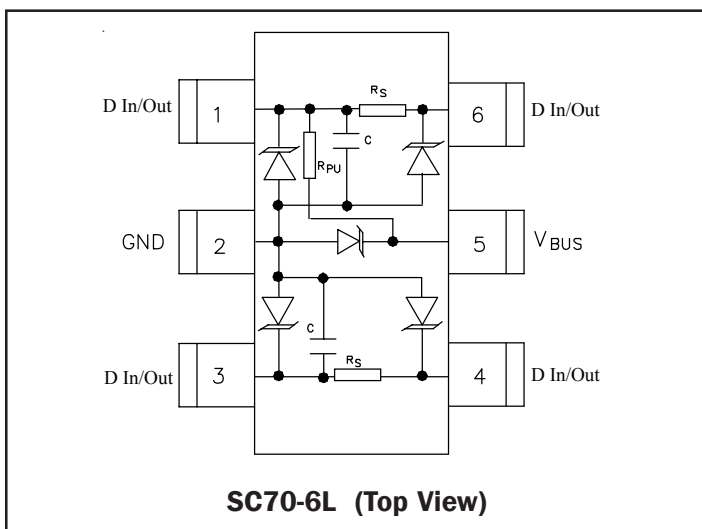 D In/Out 1 RS 6 D In/Out
C
RPU
GND 2 5 VBUS
C
RS
D In/Out 3 4 D In/Out
SC70-6L (Top View)